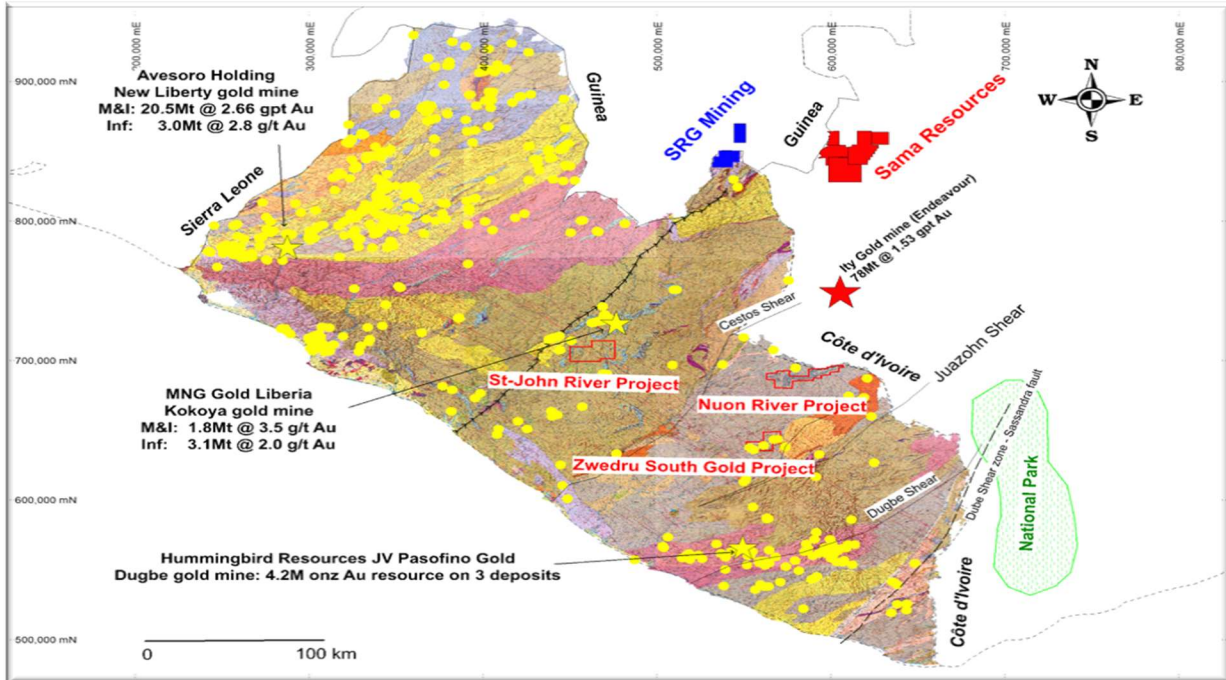 200,000 mE
300,000 mE
400,000 mE
500,000 mE
600,000 mE
700,000 mE
800,000 mE
900,000 mN
800,000 mN
700,000 mN
600,000 mN
500,000 mN
Avesoro Holding
New Liberty gold mine
M&I: 20.5Mt @ 2.66 gpt Au
Inf: 3.0Mt @ 2.8 g/t Au
Sierra Leone
Guinea
SRG Mining
Guinea
Sama Resources
N
W E
S
Ity Gold mine (Endeavour)
78Mt @ 1.53 gpt Au
Cestos Shear
Côte d'Ivoire
Juazohn Shear
MNG Gold Liberia
Kokoya gold mine
M&I: 1.8Mt @ 3.5 g/t Au
Inf: 3.1Mt @ 2.0 g/t Au
St-John River Project
Nuon River Project
Zwedru South Gold Project
Dugbe Shear
Dube Shear zone - Sassandra fault
National Park
Hummingbird Resources JV Pasofino Gold
Dugbe gold mine: 4.2M onz Au resource on 3 deposits
Côte d'Ivoire
0 100 km